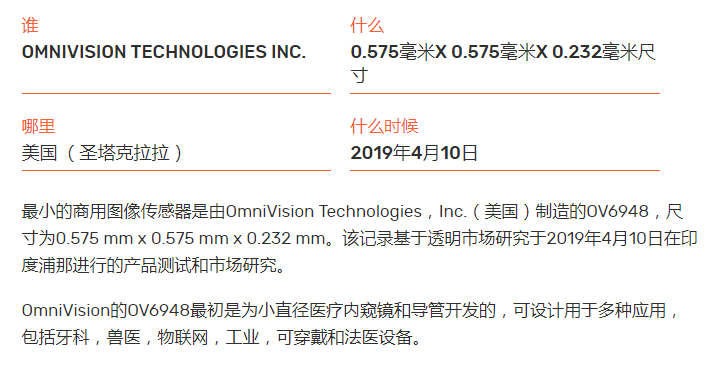 谁
OMNIVISION TECHNOLOGIES INC.
什么
0.575毫米X 0.575毫米X 0.232毫米尺
寸
哪里
美国（圣塔克拉拉）
什么时候
2019年4月10日
最小的商用图像传感器是由OmniVision Technologies，Inc.（美国）制造的OV6948，尺
寸为0.575 mm x 0.575 mm x 0.232 mm。该记录基于透明市场研究于2019年4月10日在印
度浦那进行的产品测试和市场研究。
OmniVision的OV6948最初是为小直径医疗内窥镜和导管开发的，可设计用于多种应用，
包括牙科，兽医，物联网，工业，可穿戴和法医设备。